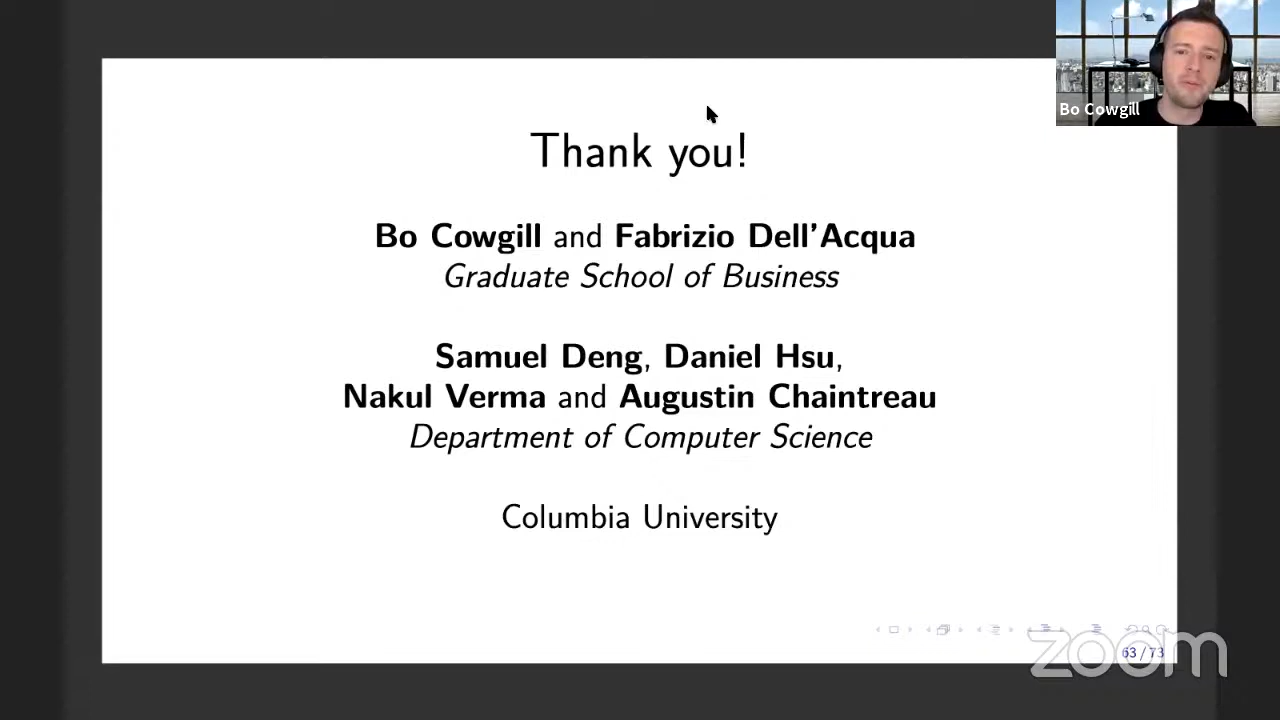 Bo Cowgill
Thank you!
Bo Cowgill and Fabrizio Dell'Acqua
Graduate School of Business
Samuel Deng, Daniel Hsu,
Nakul Verma and Augustin Chaintreau
Department of Computer Science
Columbia University
63 / 73
zoom